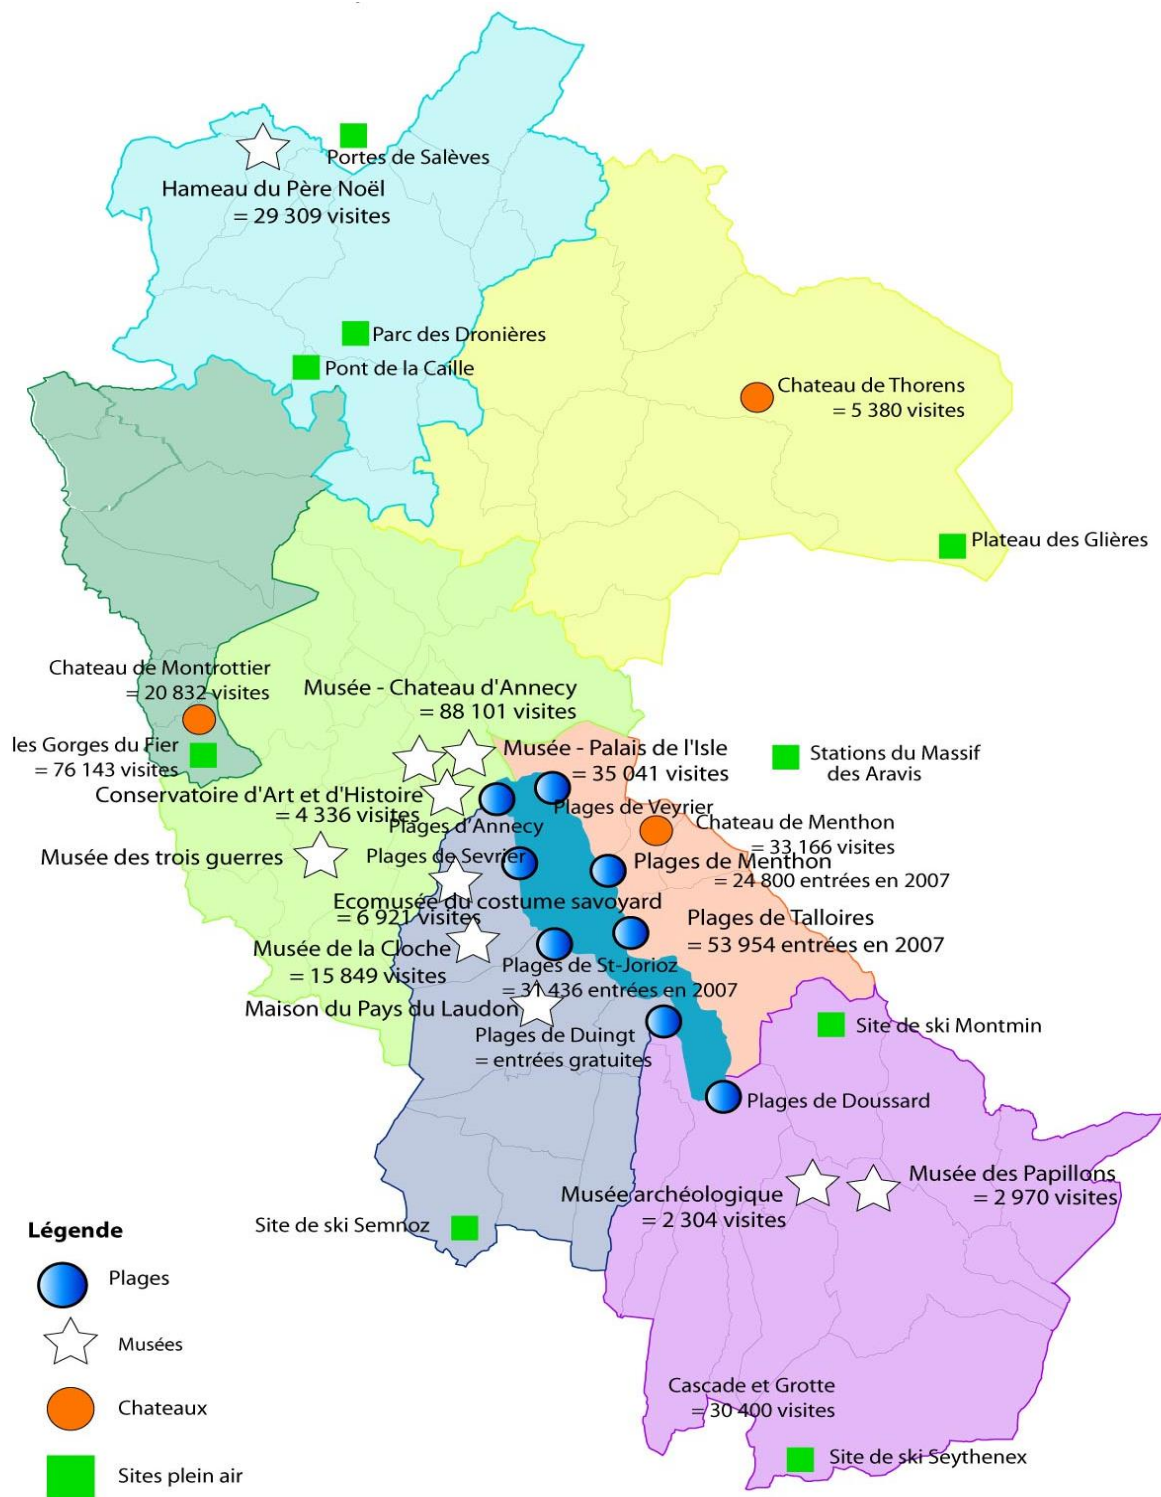 Portes de Salèves
Hameau du Père Noël
= 29 309 visites
Parc des Dronières
Pont de la Caille
Chateau de Thorens
= 5 380 visites
Plateau des Glières
Chateau de Montrottier
= 20 832 visites
Musée - Chateau d'Annecy
= 88 101 visites
les Gorges du Fier
= 76 143 visites
Musée - Palais de l'Isle
= 35 041 visites
Stations du Massif
des Aravis
Conservatoire d'Art et d'Histoire
= 4 336 visites
Plages de Veyrier
Plages d'Annecy
Chateau de Menthon
= 33 166 visites
Musée des trois guerres
Plages de Sevrier
Plages de Menthon
= 24 800 entrées en 2007
Ecomusée du costume savoyard
= 6 921 visites
Plages de Talloires
= 53 954 entrées en 2007
Musée de la Cloche
= 15 849 visites
Plages de St-Jorioz
= 31 436 entrées en 2007
Maison du Pays du Laudon
Plages de Duingt
= entrées gratuites
Site de ski Montmin
Plages de Doussard
Musée des Papillons
= 2 970 visites
Musée archéologique
= 2 304 visites
Site de ski Semnoz
Légende
Plages
Musées
Chateaux
Sites plein air
Cascade et Grotte
= 30 400 visites
Site de ski Seythenex